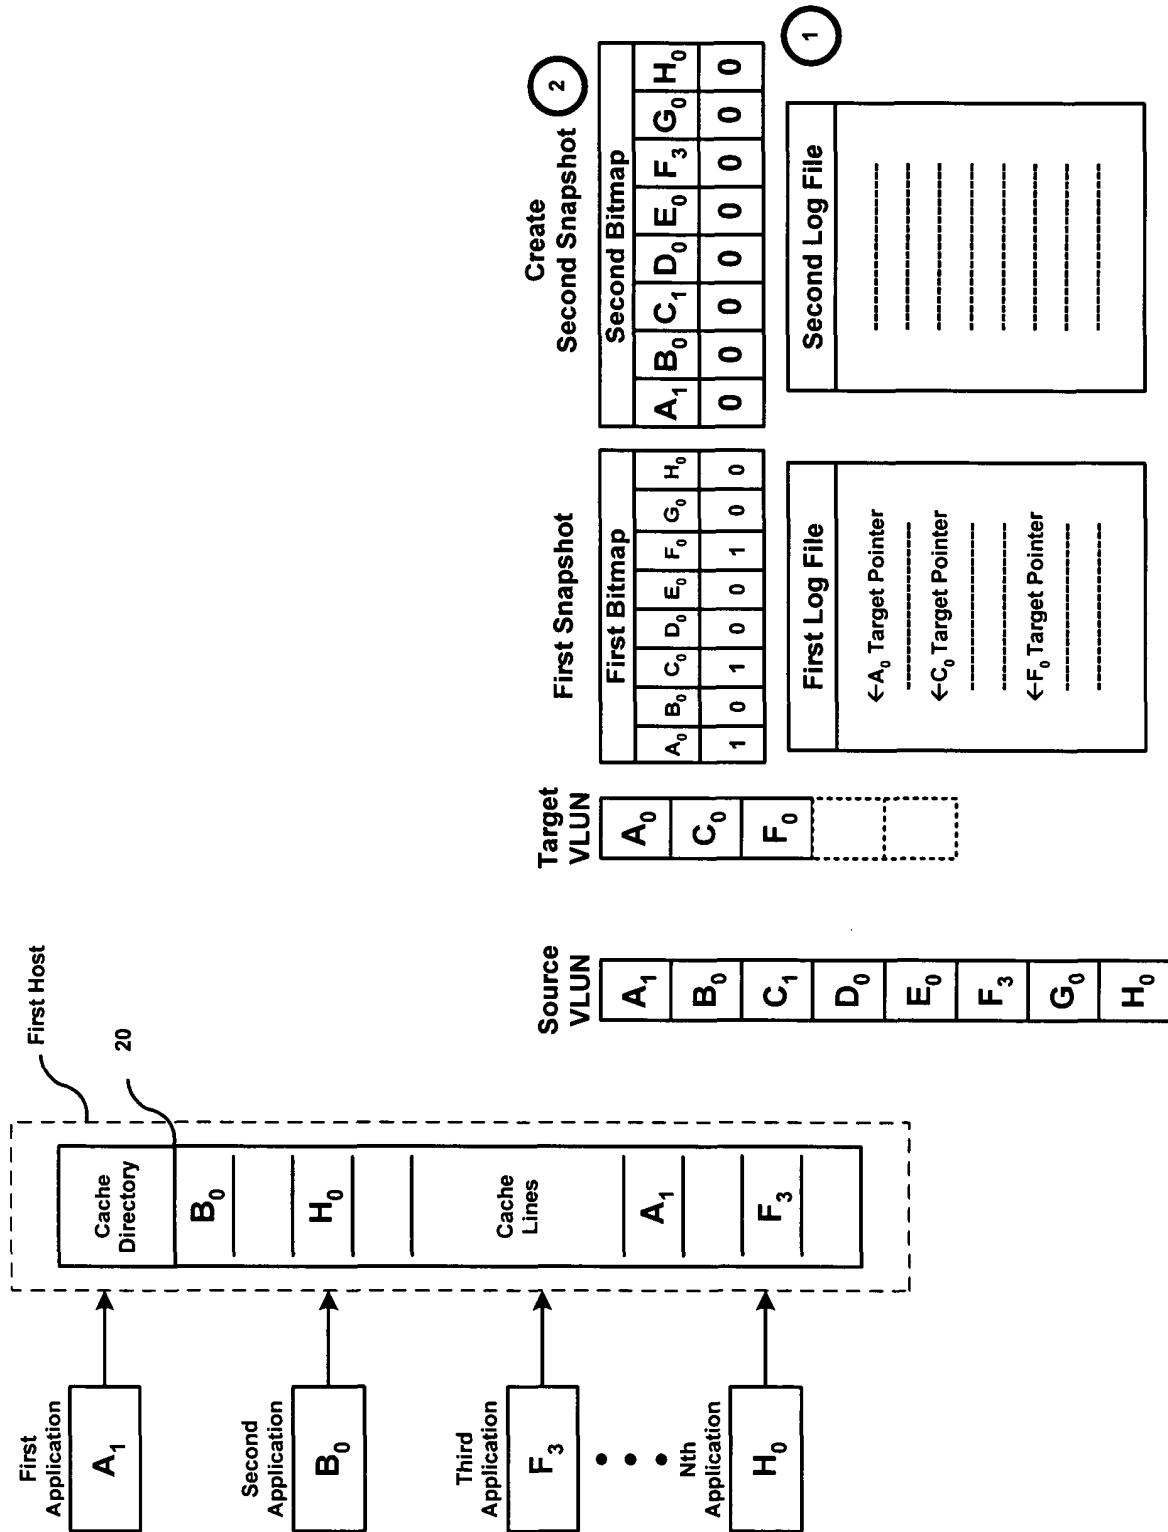 First Host
20
First
Application
A₁
Second
Application
B₀
Third
Application
F₃
Nth
Application
H₀
Cache
Directory
B₀
H₀
Cache
Lines
A₁
F₃
Source
VLUN
A₁
B₀
C₁
D₀
E₀
F₃
G₀
H₀
Target
VLUN
A₀
C₀
F₀
First Snapshot
First Bitmap
A₀ B₀ C₀ D₀ E₀ F₀ G₀ H₀
1 0 1 0 0 1 0 0
First Log File
←A₀ Target Pointer
←C₀ Target Pointer
←F₀ Target Pointer
Create
Second Snapshot
2
Second Bitmap
A₁ B₀ C₁ D₀ E₀ F₃ G₀ H₀
0 0 0 0 0 0 0 0
Second Log File
1